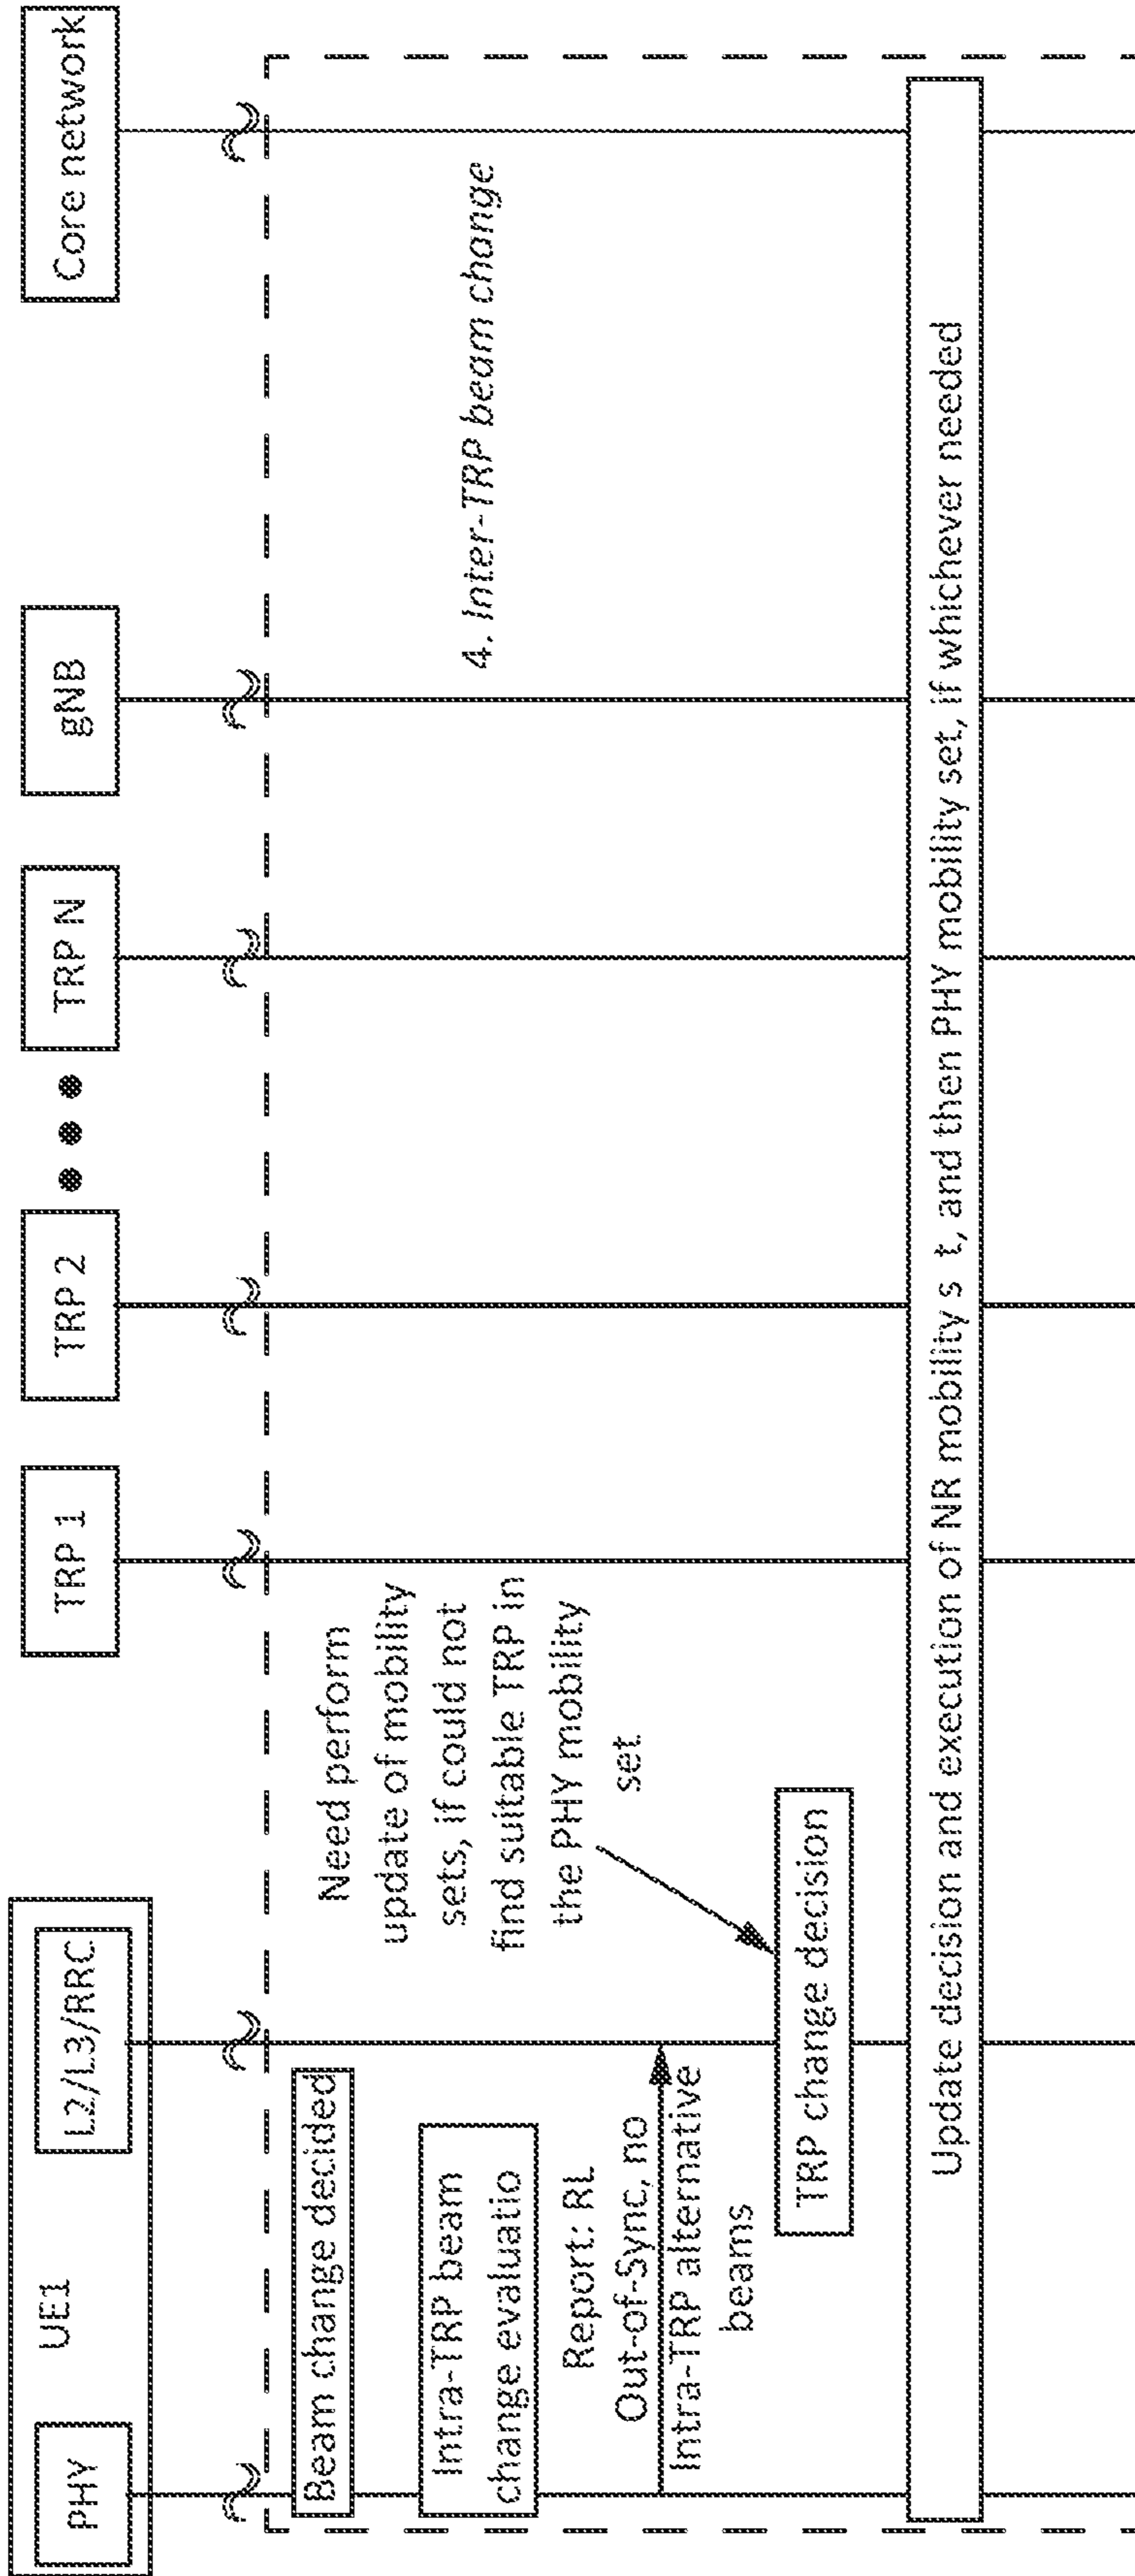 UE1
PHY
L2/L3/RRC
TRP 1
TRP 2
TRP N
gNB
Core network
Beam change decided
Need perform
update of mobility
sets, if could not
find suitable TRP in
the PHY mobility
set
4. Inter-TRP beam change
Intra-TRP beam
change evaluatio
Report: RL
Out-of-Sync, no
Intra-TRP alternative
beams
TRP change decision
Update decision and execution of NR mobility s t, and then PHY mobility set, if whichever needed